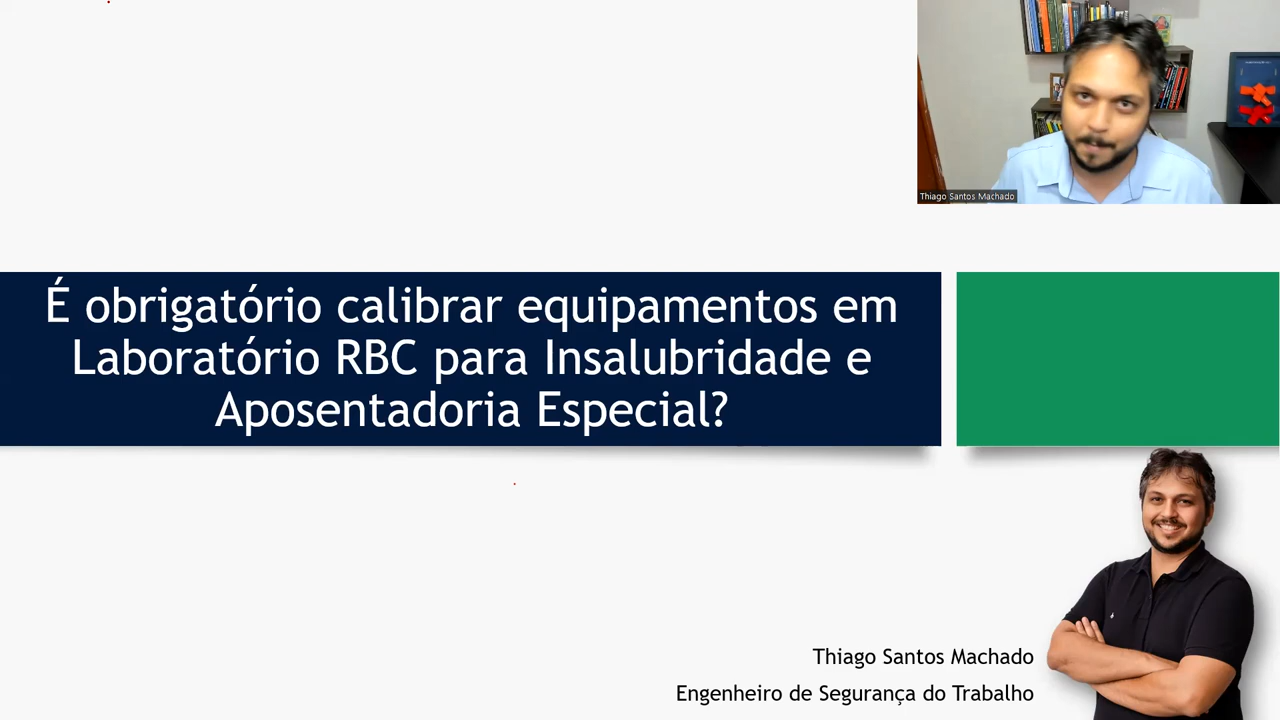 Thiago Santos Machado
É obrigatório calibrar equipamentos em
Laboratório RBC para Insalubridade e
Aposentadoria Especial?
Thiago Santos Machado
Engenheiro de Segurança do Trabalho